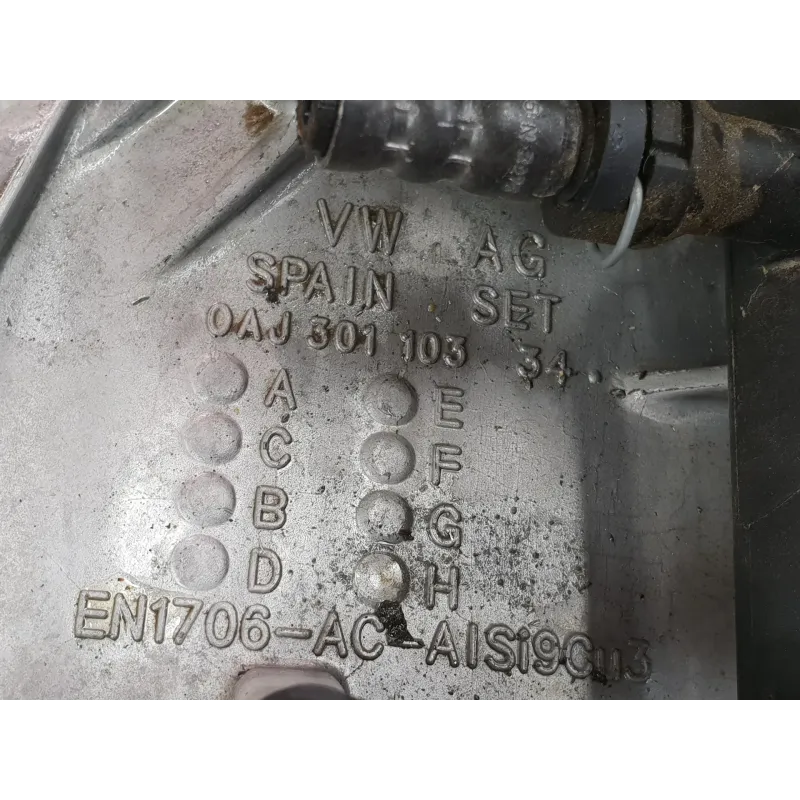 VW AG
SPAIN SET
0AJ 301 103 34.
A E
C F
B G
D H
EN1706-AC-AlSi9Cu3